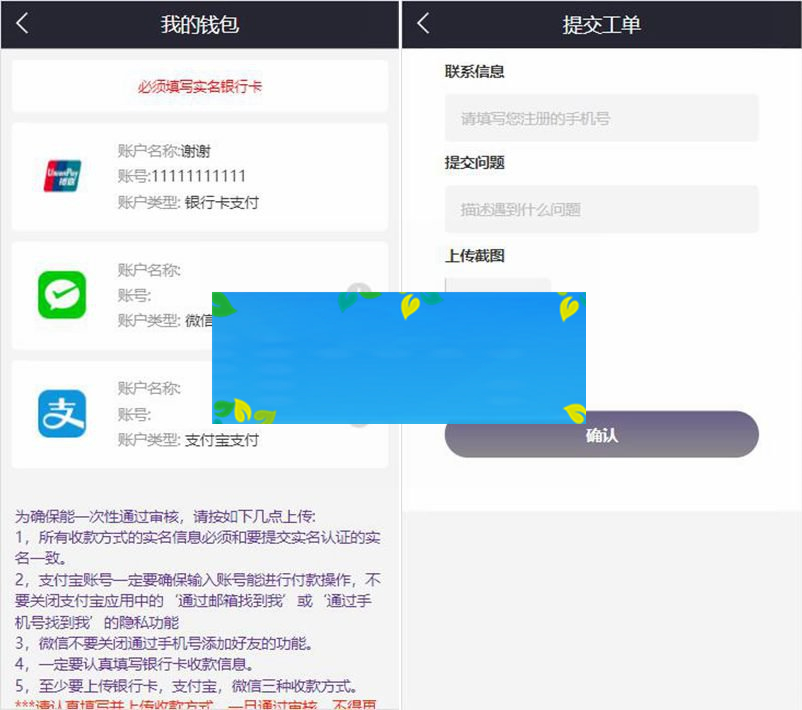 我的钱包
必须填写实名银行卡
UnionPay
银联
账户名称:谢谢
账号:11111111111
账户类型: 银行卡支付
账户名称:
账号:
账户类型: 微信
支
账户名称:
账号:
账户类型: 支付宝支付
为确保能一次性通过审核，请按如下几点上传:
1，所有收款方式的实名信息必须和要提交实名认证的实
名一致。
2，支付宝账号一定要确保输入账号能进行付款操作，不
要关闭支付宝应用中的‘通过邮箱找到我’或‘通过手
机号找到我’的隐私功能
3，微信不要关闭通过手机号添加好友的功能。
4，一定要认真填写银行卡收款信息。
5，至少要上传银行卡，支付宝，微信三种收款方式。
***请认真填写并上传收款方式，一旦通过审核，不得再
提交工单
联系信息
请填写您注册的手机号
提交问题
描述遇到什么问题
上传截图
确认